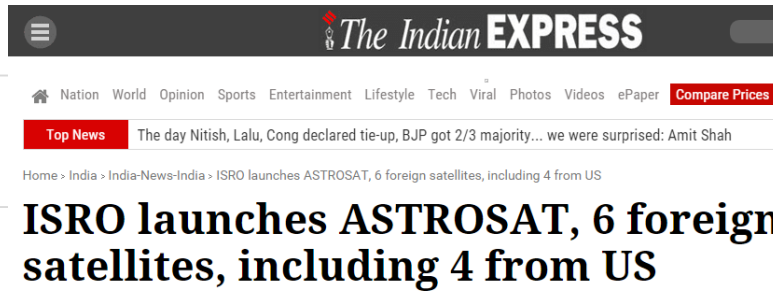 The Indian EXPRESS
Nation World Opinion Sports Entertainment Lifestyle Tech Viral Photos Videos ePaper Compare Prices
Top News The day Nitish, Lalu, Cong declared tie-up, BJP got 2/3 majority... we were surprised: Amit Shah
Home > India > India-News-India > ISRO launches ASTROSAT, 6 foreign satellites, including 4 from US
ISRO launches ASTROSAT, 6 foreign
satellites, including 4 from US